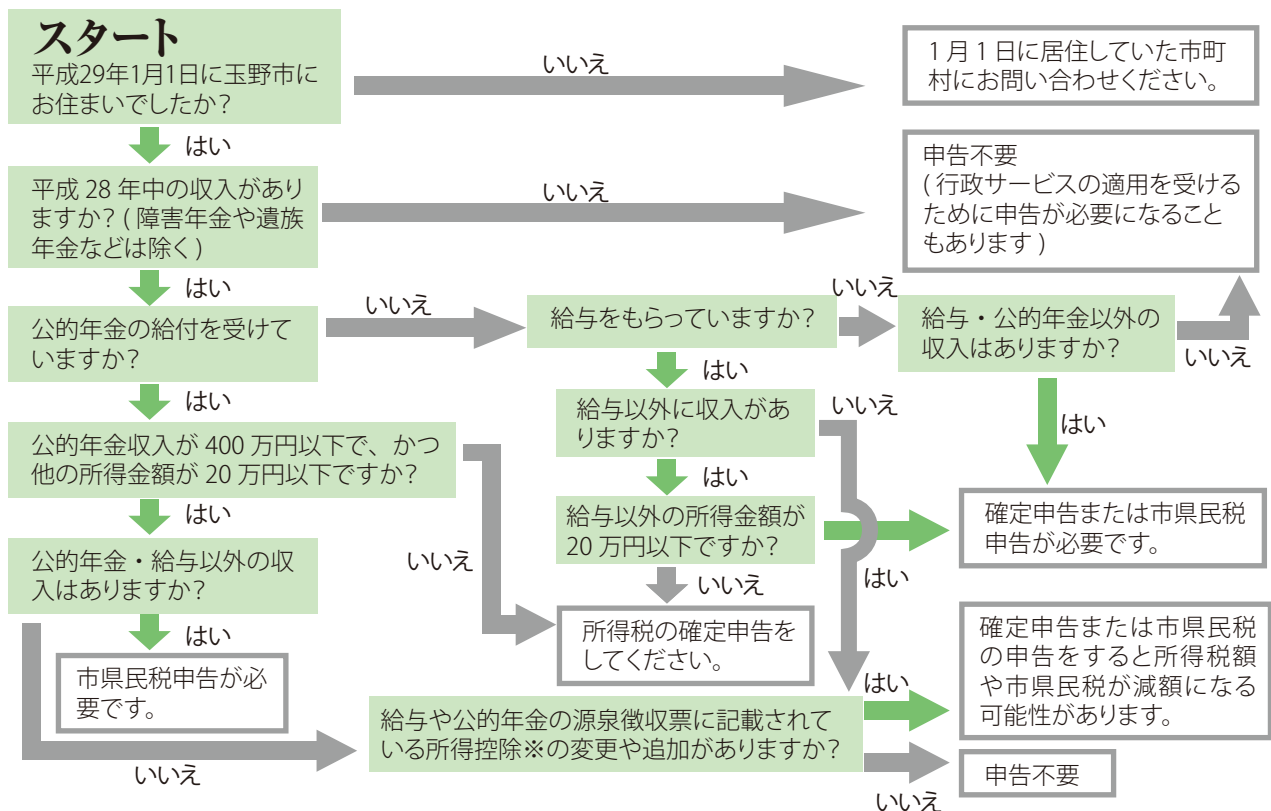 スタート
平成29年1月1日に玉野市に
お住まいでしたか？
いいえ
1月1日に居住していた市町
村にお問い合わせください。
はい
平成 28 年中の収入があり
ますか？( 障害年金や遺族
年金などは除く )
いいえ
申告不要
( 行政サービスの適用を受ける
ために申告が必要になること
もあります )
はい
公的年金の給付を受けて
いますか？
いいえ
給与をもらっていますか？
いいえ
給与・公的年金以外の
収入はありますか？
いいえ
はい
公的年金収入が 400 万円以下で、かつ
他の所得金額が 20 万円以下ですか？
いいえ
はい
給与以外に収入があ
りますか？
いいえ
はい
確定申告または市県民税
申告が必要です。
はい
給与以外の所得金額が
20 万円以下ですか？
はい
いいえ
所得税の確定申告を
してください。
はい
公的年金・給与以外の収
入はありますか？
はい
市県民税申告が必
要です。
いいえ
給与や公的年金の源泉徴収票に記載されて
いる所得控除※の変更や追加がありますか？
はい
確定申告または市県民税
の申告をすると所得税額
や市県民税が減額になる
可能性があります。
いいえ
申告不要